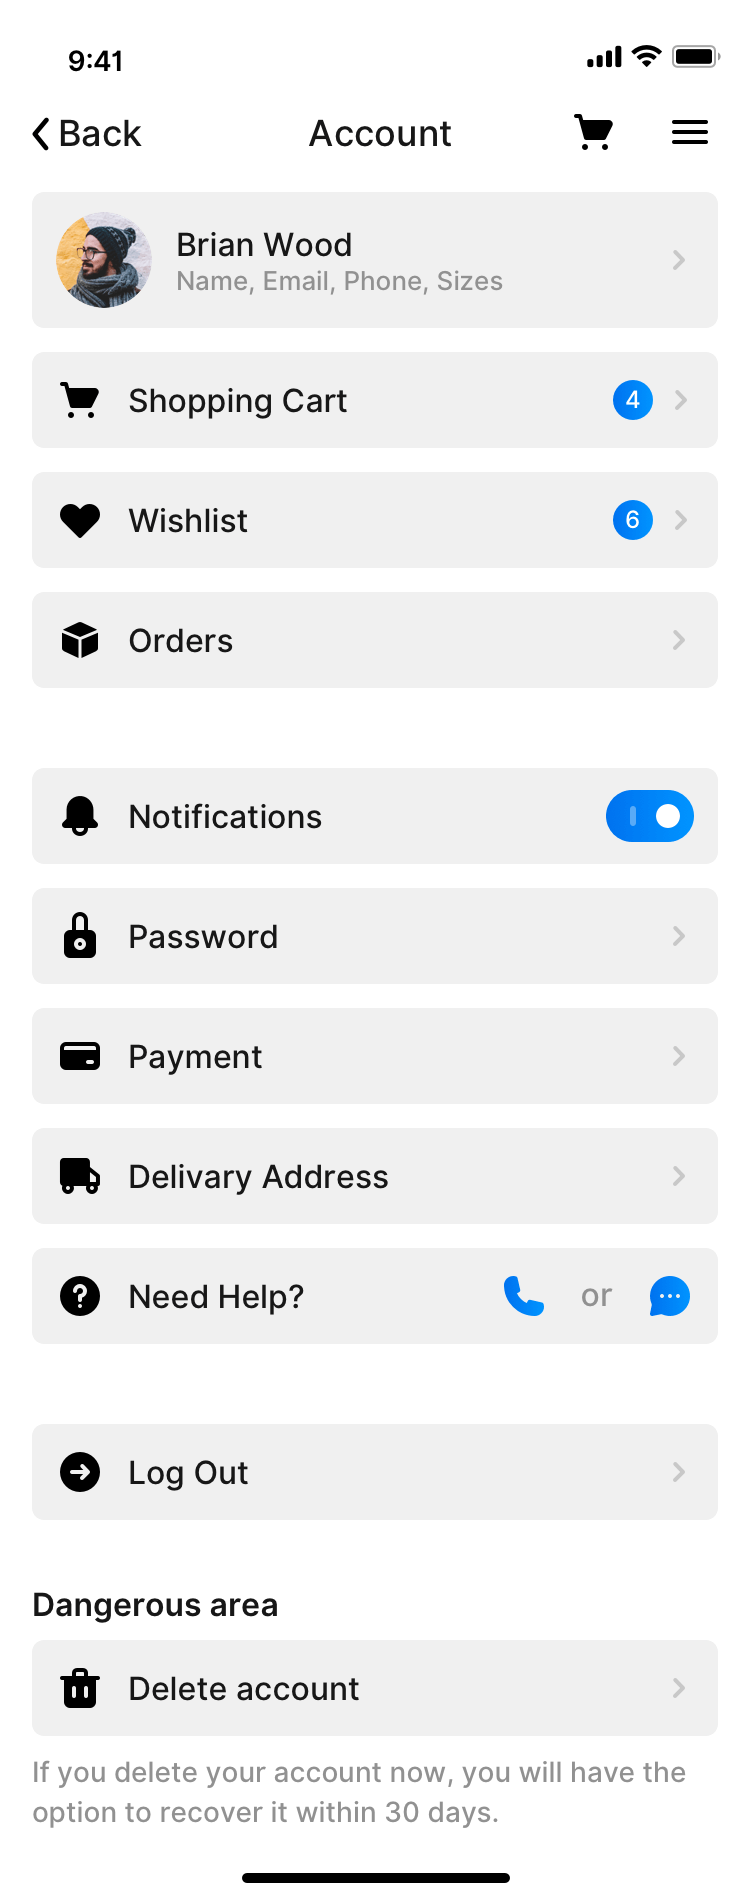 9:41
Back
Account
Brian Wood
Name, Email, Phone, Sizes
Shopping Cart
4
Wishlist
6
Orders
Notifications
Password
Payment
Delivary Address
Need Help?
or
Log Out
Dangerous area
Delete account
If you delete your account now, you will have the
option to recover it within 30 days.